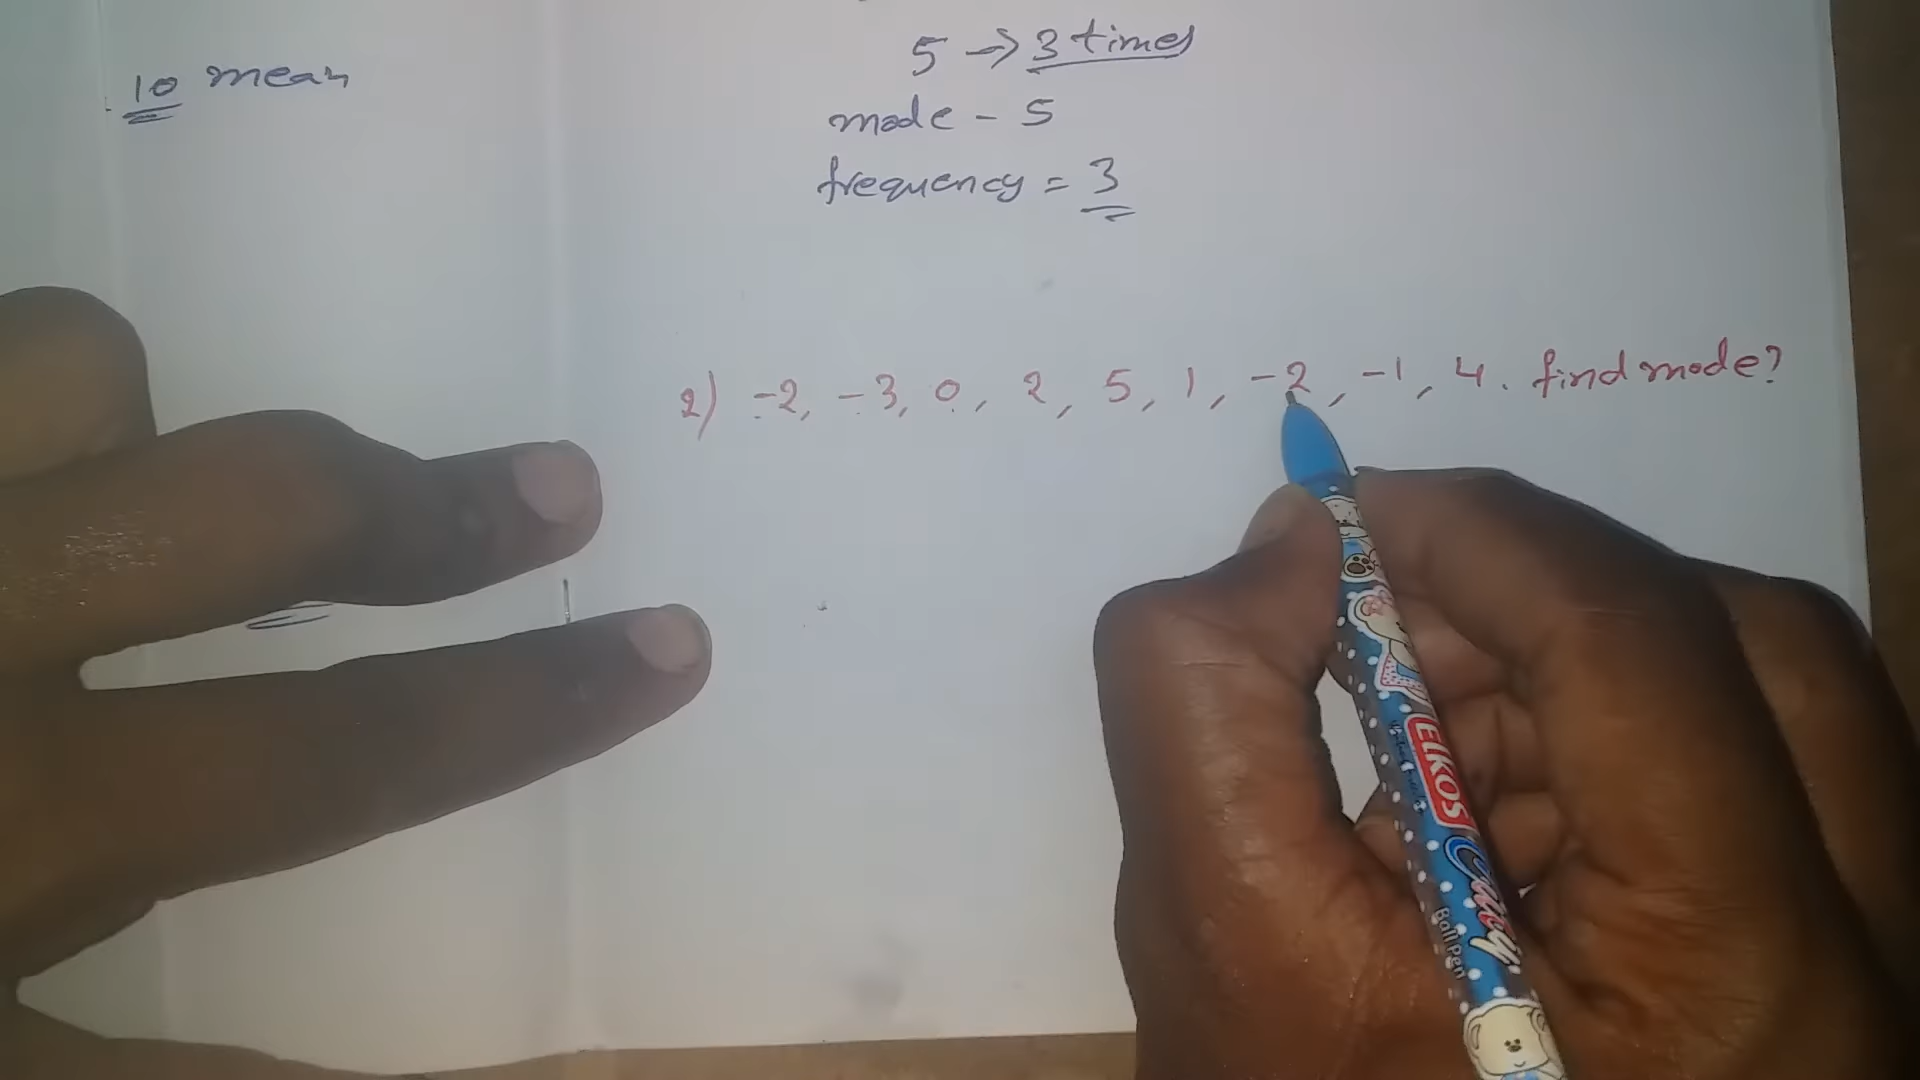 10 mean
5 → 3 times
mode - 5
frequency = 3
2) -2, -3, 0, 2, 5, 1, -2, -1, 4. find mode?
ELKOS
Ball Pen